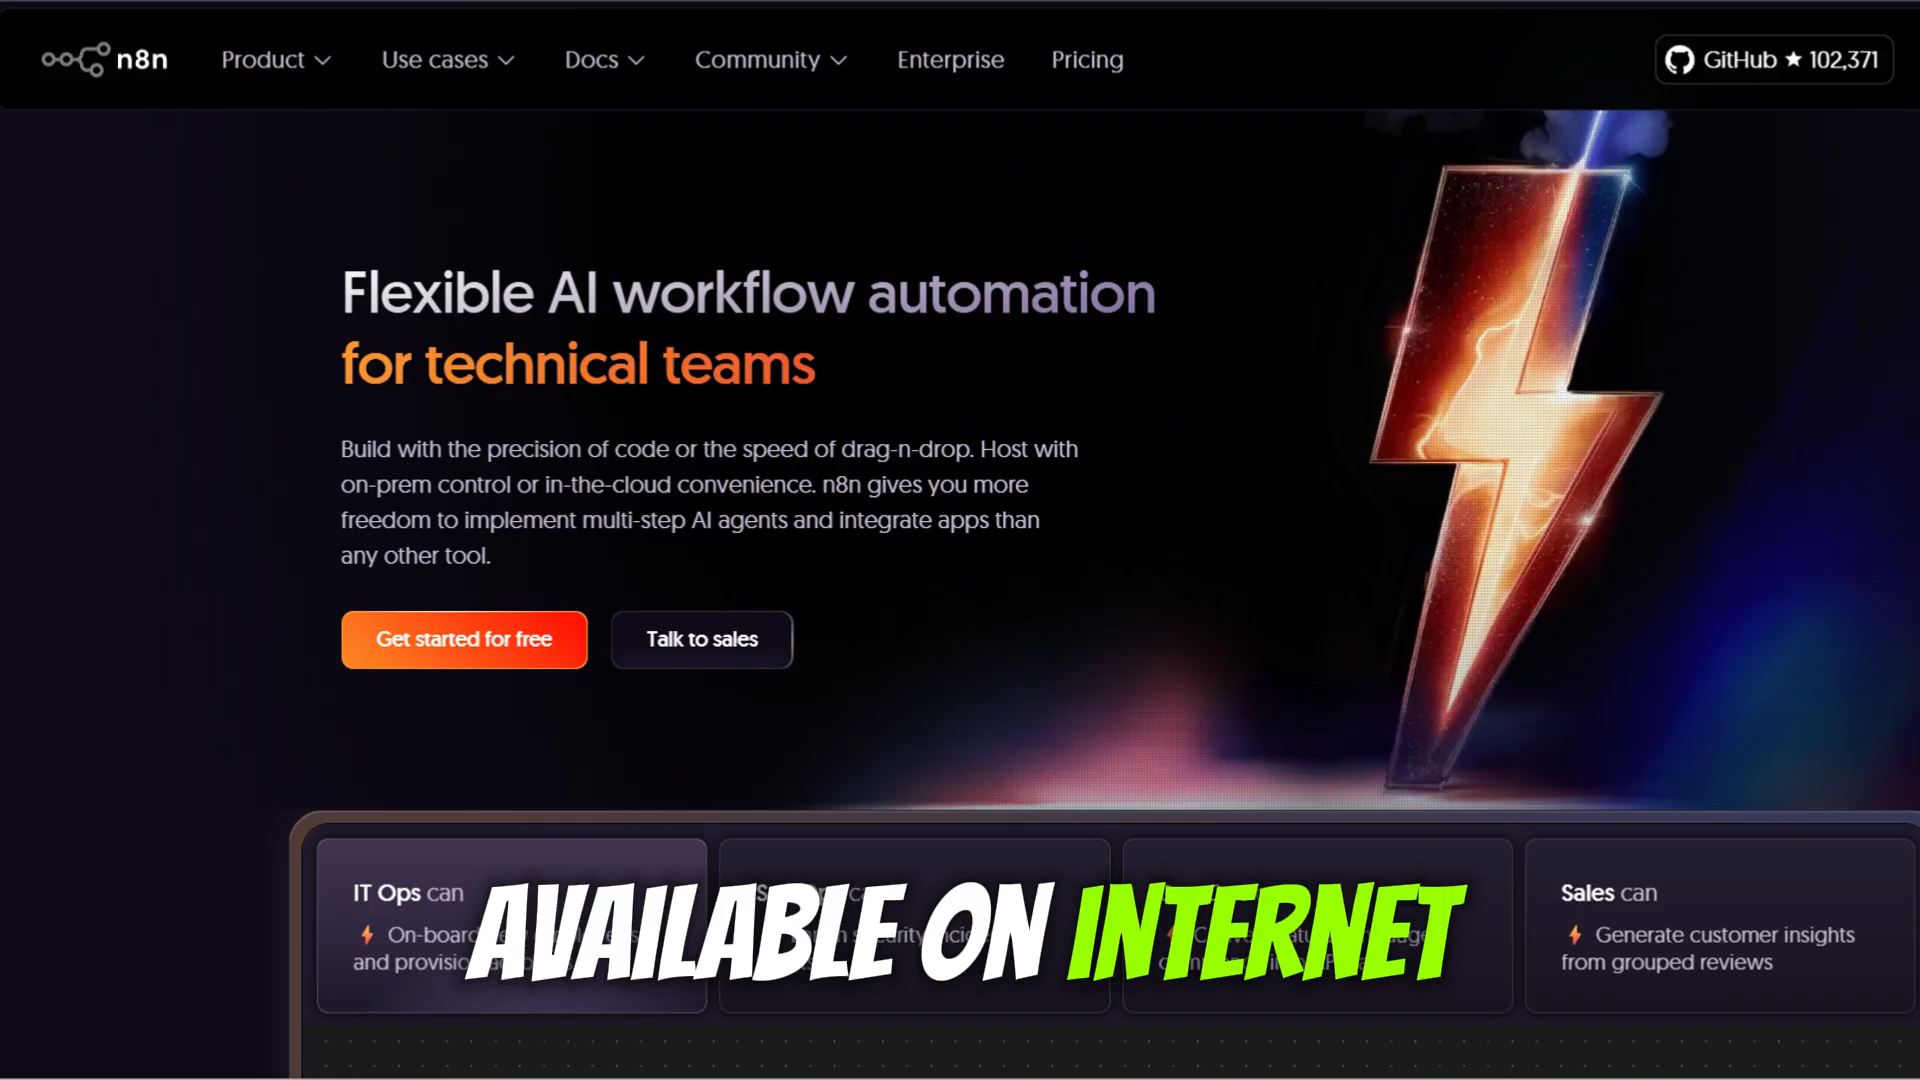 n8n
Product
Use cases
Docs
Community
Enterprise
Pricing
GitHub ★ 102,371
Flexible AI workflow automation
for technical teams
Build with the precision of code or the speed of drag-n-drop. Host with
on-prem control or in-the-cloud convenience. n8n gives you more
freedom to implement multi-step AI agents and integrate apps than
any other tool.
Get started for free
Talk to sales
IT Ops can
On-board
and provision
Sales can
Generate customer insights
from grouped reviews
AVAILABLE ON INTERNET